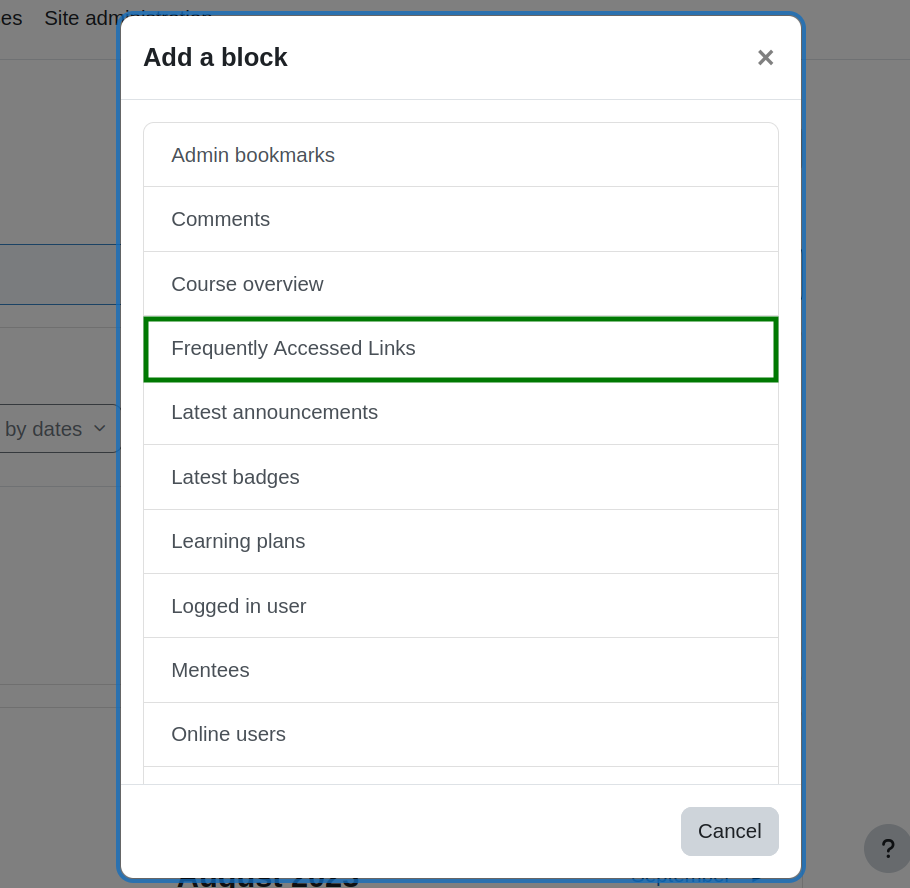 es Site administration
Add a block ×
Admin bookmarks
Comments
Course overview
Frequently Accessed Links
Latest announcements
by dates
Latest badges
Learning plans
Logged in user
Mentees
Online users
Cancel
?
August 2023
September